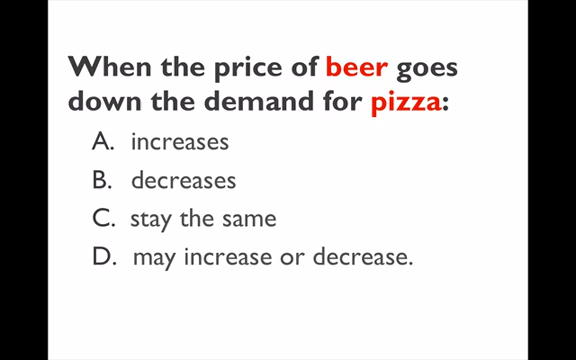 When the price of beer goes
down the demand for pizza:
A. increases
B. decreases
C. stay the same
D. may increase or decrease.